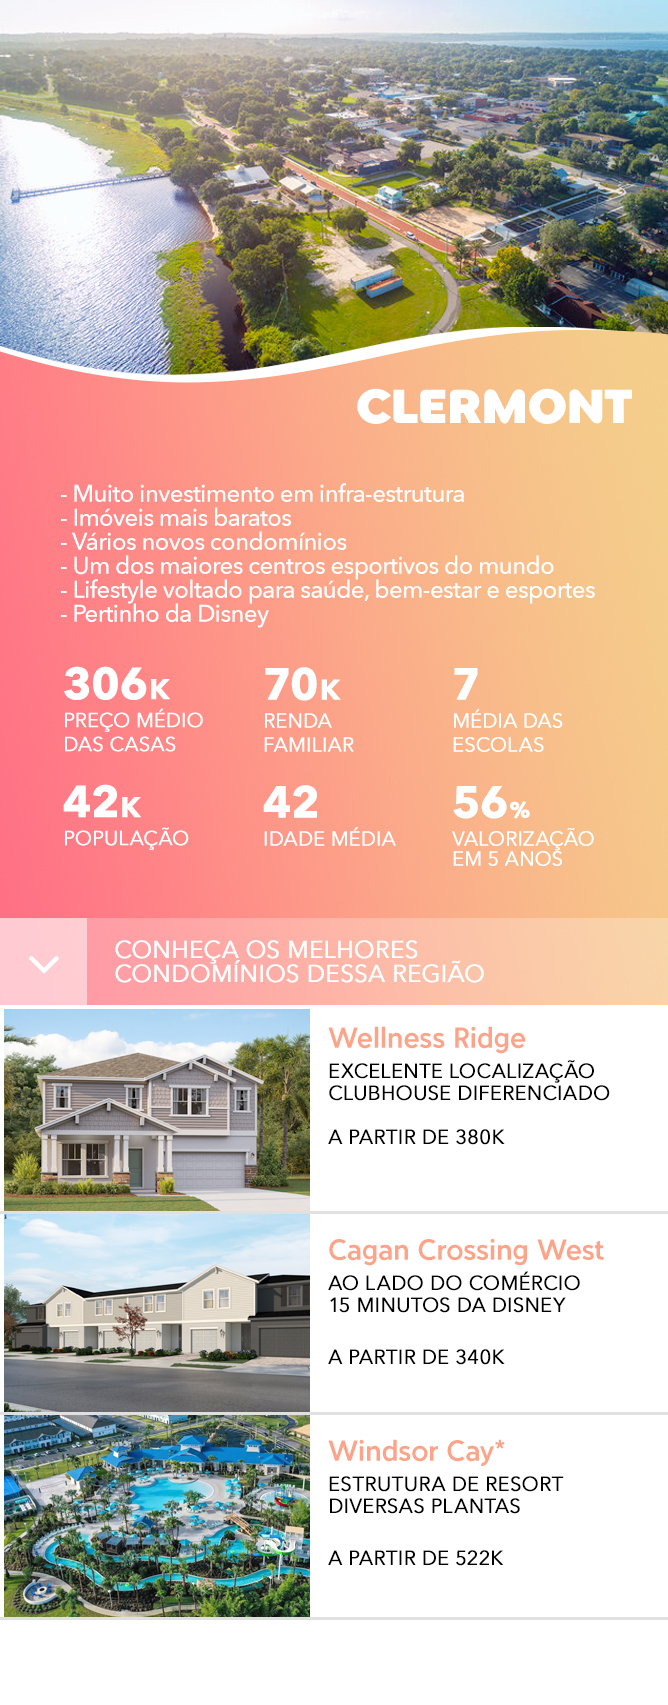 CLERMONT
- Muito investimento em infra-estrutura
- Imóveis mais baratos
- Vários novos condomínios
- Um dos maiores centros esportivos do mundo
- Lifestyle voltado para saúde, bem-estar e esportes
- Pertinho da Disney
306K
PREÇO MÉDIO
DAS CASAS
70K
RENDA
FAMILIAR
7
MÉDIA DAS
ESCOLAS
42K
POPULAÇÃO
42
IDADE MÉDIA
56%
VALORIZAÇÃO
EM 5 ANOS
CONHEÇA OS MELHORES
CONDOMÍNIOS DESSA REGIÃO
Wellness Ridge
EXCELENTE LOCALIZAÇÃO
CLUBHOUSE DIFERENCIADO
A PARTIR DE 380K
Cagan Crossing West
AO LADO DO COMÉRCIO
15 MINUTOS DA DISNEY
A PARTIR DE 340K
Windsor Cay*
ESTRUTURA DE RESORT
DIVERSAS PLANTAS
A PARTIR DE 522K